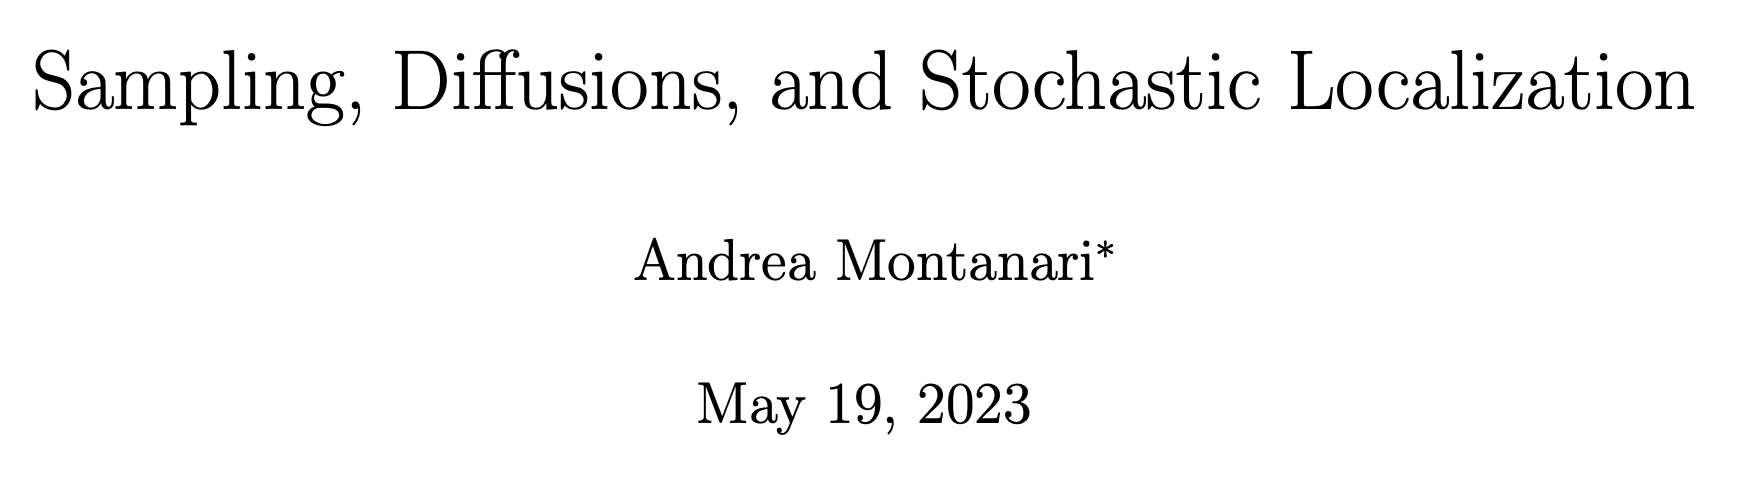 Sampling, Diffusions, and Stochastic Localization
Andrea Montanari*
May 19, 2023